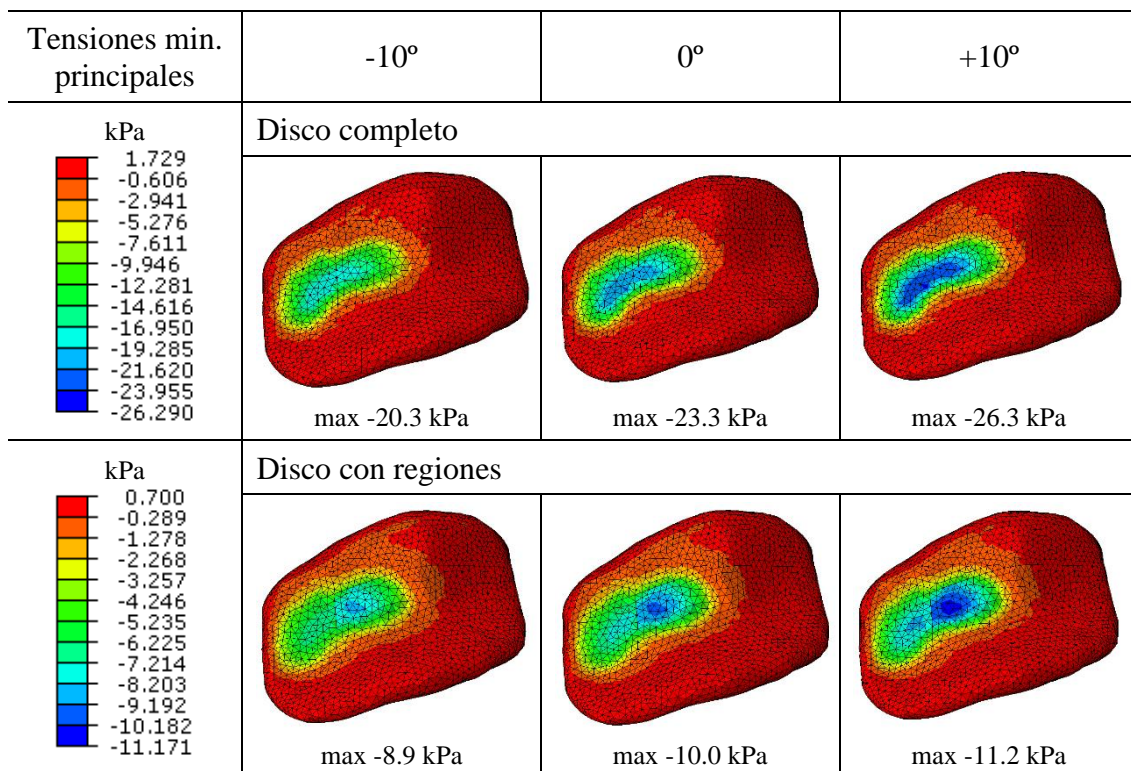 Tensiones min. principales
-10º
0º
+10º
kPa
1.729
-0.606
-2.941
-5.276
-7.611
-9.946
-12.281
-14.616
-16.950
-19.285
-21.620
-23.955
-26.290
Disco completo
max -20.3 kPa
max -23.3 kPa
max -26.3 kPa
kPa
0.700
-0.289
-1.278
-2.268
-3.257
-4.246
-5.235
-6.225
-7.214
-8.203
-9.192
-10.182
-11.171
Disco con regiones
max -8.9 kPa
max -10.0 kPa
max -11.2 kPa